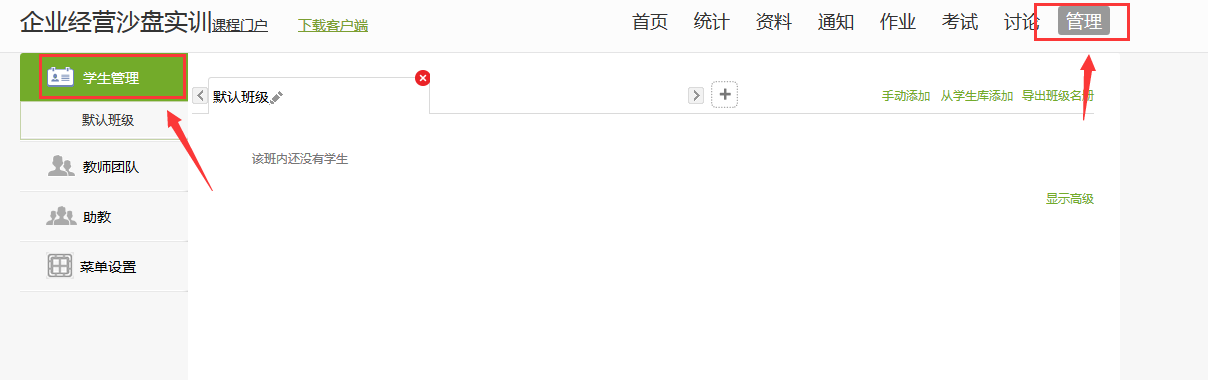 企业经营沙盘实训 课程门户 下载客户端 首页 统计 资料 通知 作业 考试 讨论 管理
学生管理
默认班级
教师团队
助教
菜单设置
默认班级
手动添加 从学生库添加 导出班级名册
该班内还没有学生
显示高级